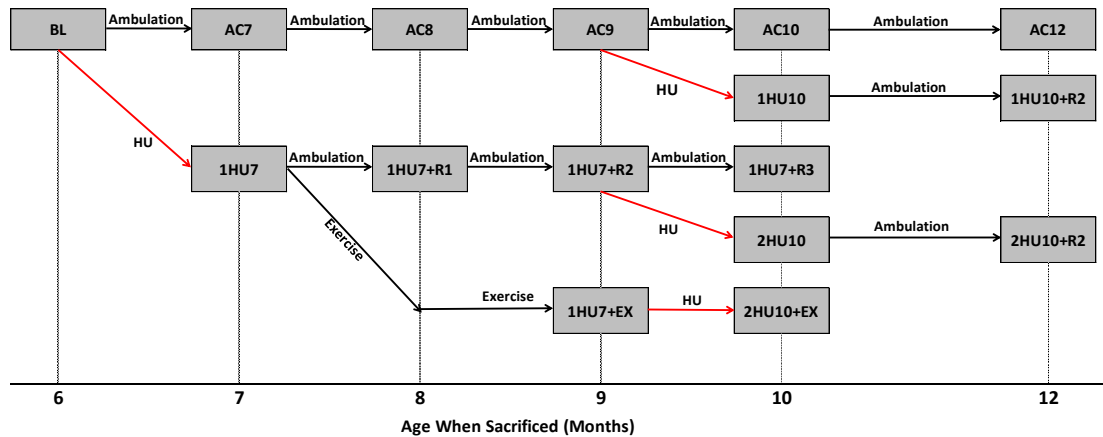 BL
Ambulation
AC7
Ambulation
AC8
Ambulation
AC9
Ambulation
AC10
Ambulation
AC12
HU
1HU10
Ambulation
1HU10+R2
HU
1HU7
Ambulation
1HU7+R1
Ambulation
1HU7+R2
Ambulation
1HU7+R3
Exercise
HU
2HU10
Ambulation
2HU10+R2
Exercise
1HU7+EX
HU
2HU10+EX
6
7
8
9
10
12
Age When Sacrificed (Months)